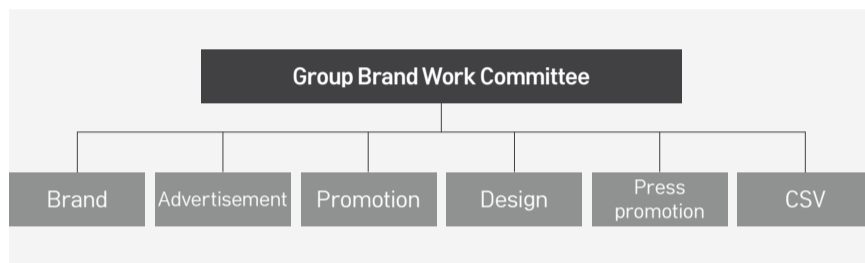 Group Brand Work Committee
Brand
Advertisement
Promotion
Design
Press
promotion
CSV